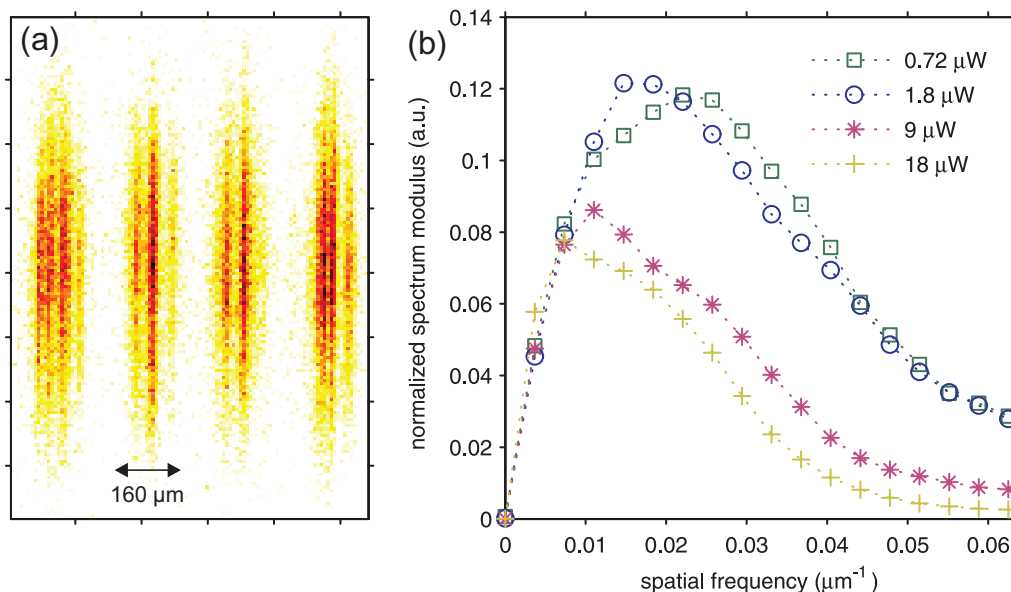 (a)
160 µm
(b)
0.14
0.12
0.1
0.08
0.06
0.04
0.02
0
normalized spectrum modulus (a.u.)
0.72 µW
1.8 µW
9 µW
18 µW
0
0.01
0.02
0.03
0.04
0.05
0.06
spatial frequency (µm⁻¹)